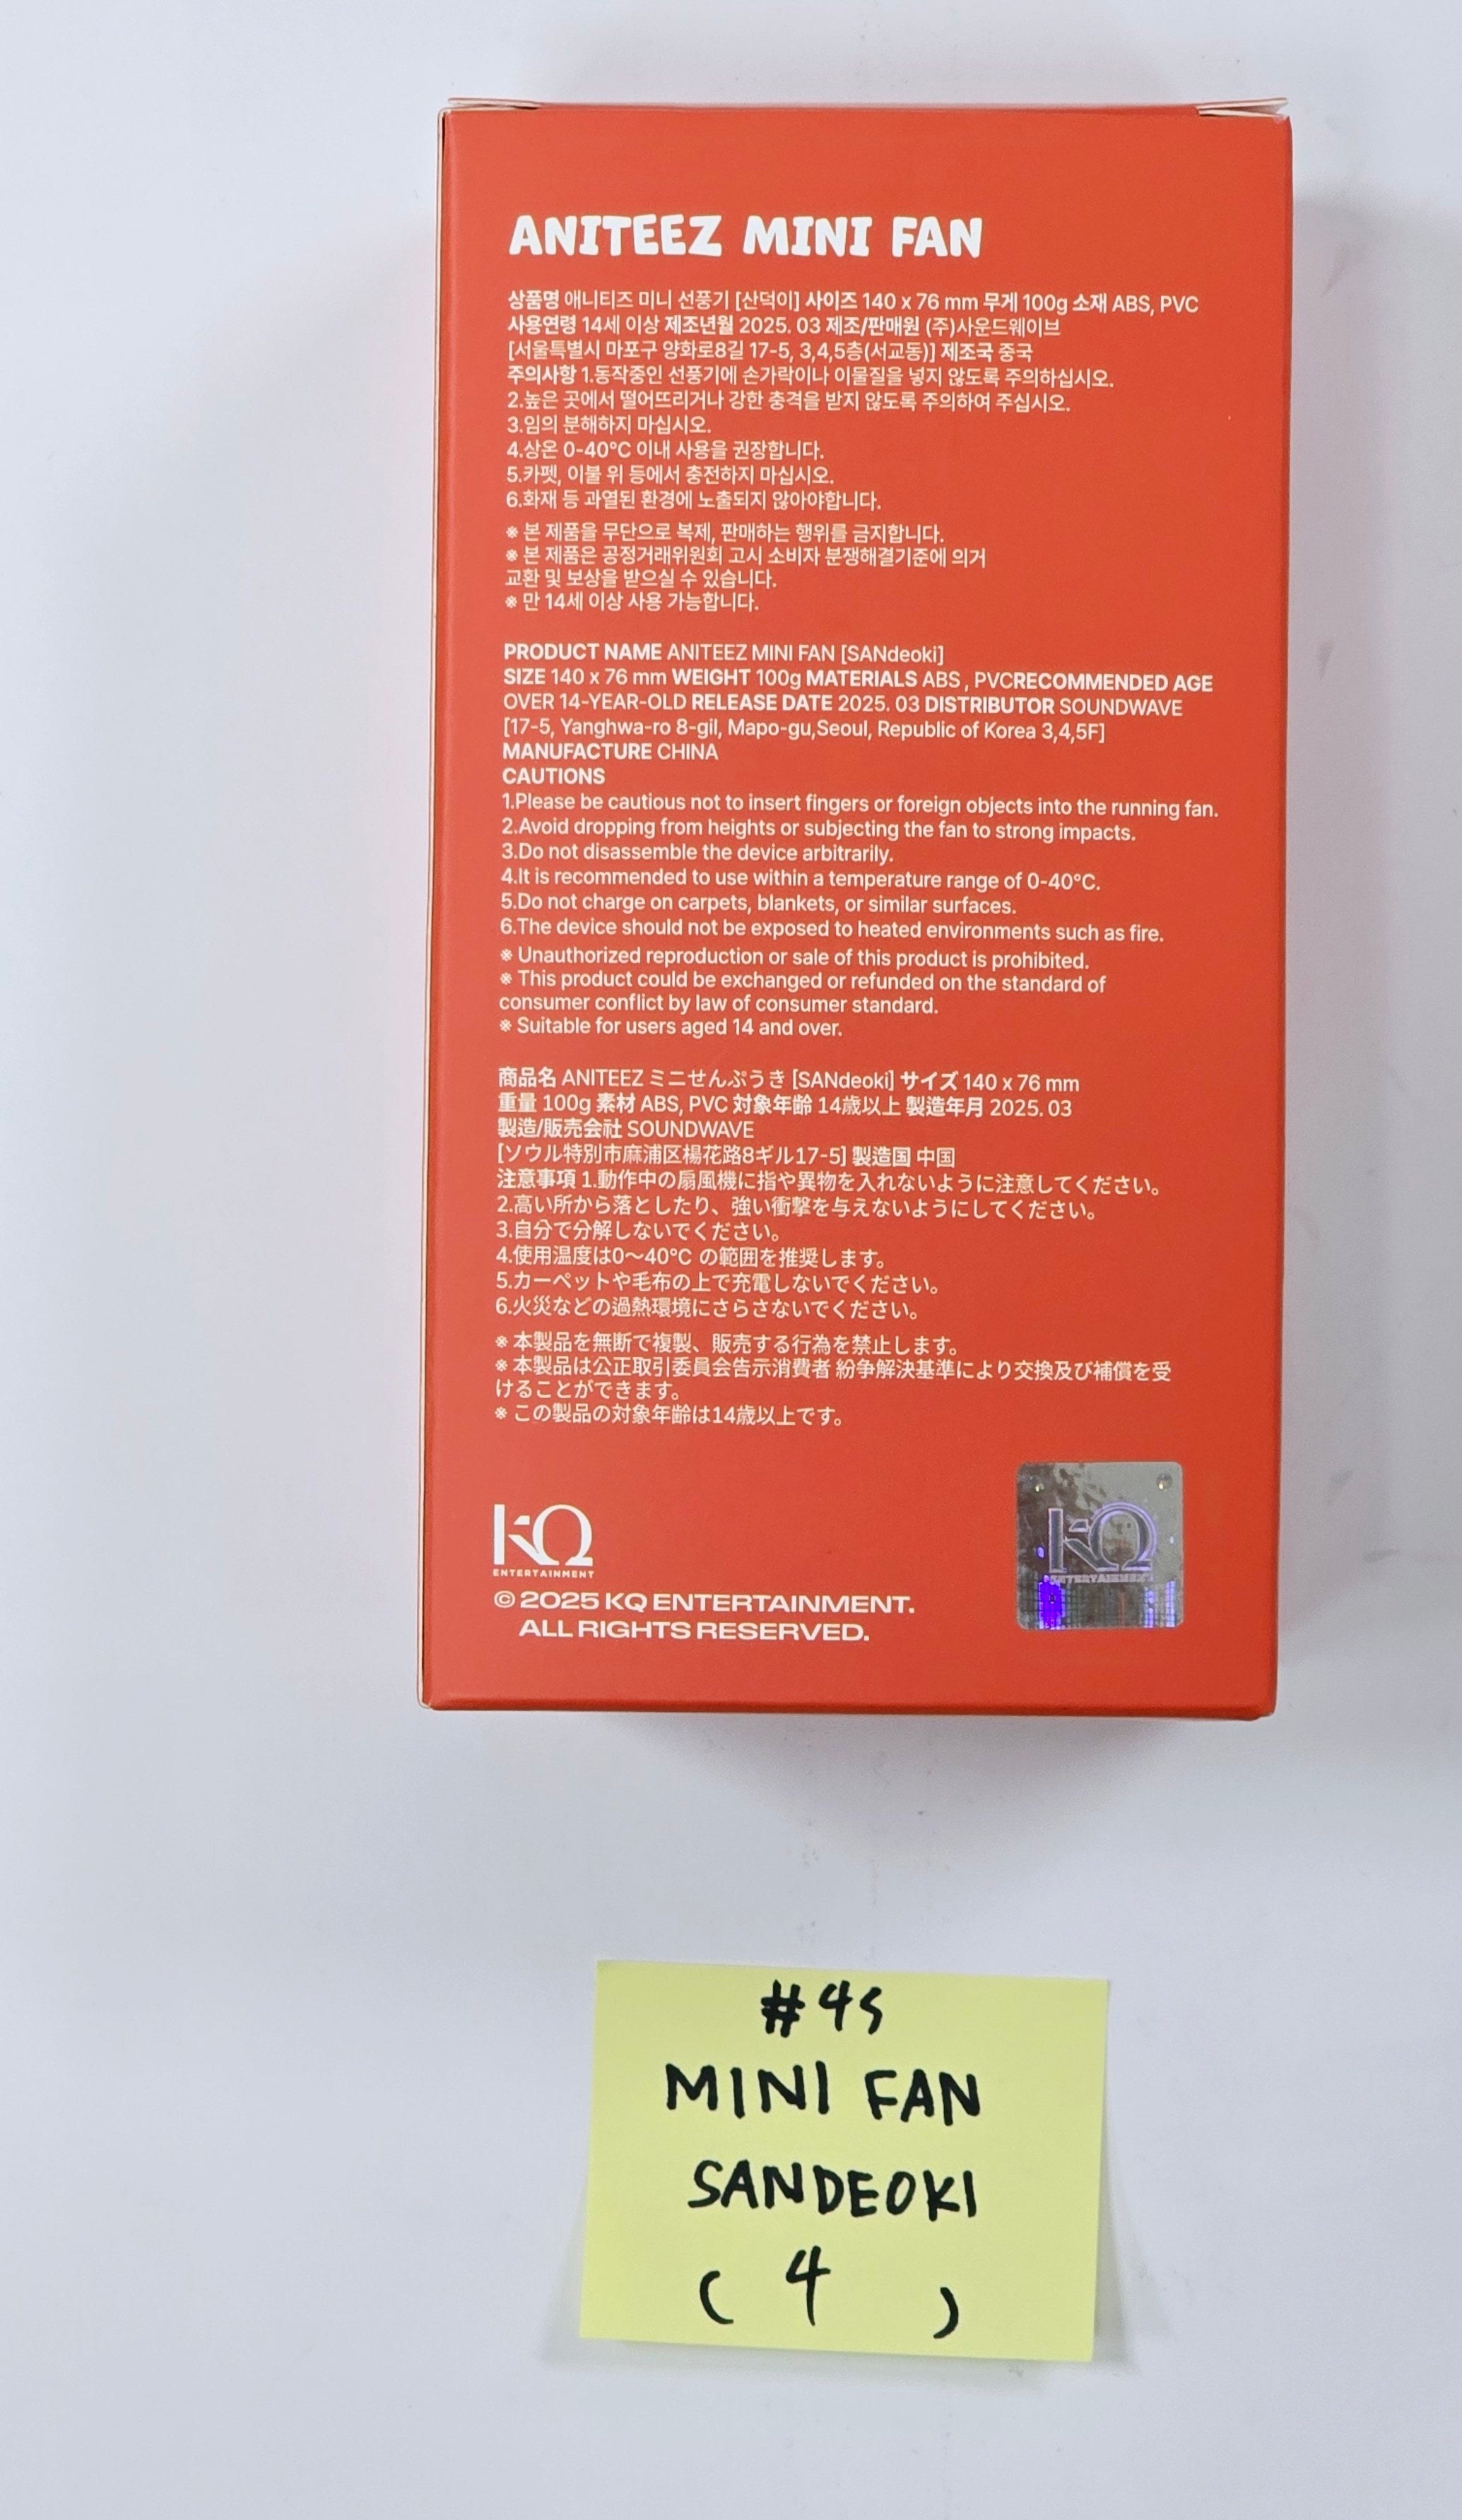 ANITEEZ MINI FAN
상품명 애니티즈 미니 선풍기 [산덕이] 사이즈 140 x 76 mm 무게 100g 소재 ABS, PVC
사용연령 14세 이상 제조년월 2025. 03 제조/판매원 (주)사운드웨이브
[서울특별시 마포구 양화로8길 17-5, 3,4,5층(서교동)] 제조국 중국
주의사항 1.동작중인 선풍기에 손가락이나 이물질을 넣지 않도록 주의하십시오.
2.높은 곳에서 떨어뜨리거나 강한 충격을 받지 않도록 주의하여 주십시오.
3.임의 분해하지 마십시오.
4.상온 0-40°C 이내 사용을 권장합니다.
5.카펫, 이불 위 등에서 충전하지 마십시오.
6.화재 등 과열된 환경에 노출되지 않아야합니다.
※ 본 제품을 무단으로 복제, 판매하는 행위를 금지합니다.
※ 본 제품은 공정거래위원회 고시 소비자 분쟁해결기준에 의거
교환 및 보상을 받으실 수 있습니다.
※ 만 14세 이상 사용 가능합니다.
PRODUCT NAME ANITEEZ MINI FAN [SANdeoki]
SIZE 140 x 76 mm WEIGHT 100g MATERIALS ABS , PVCRECOMMENDED AGE
OVER 14-YEAR-OLD RELEASE DATE 2025. 03 DISTRIBUTOR SOUNDWAVE
[17-5, Yanghwa-ro 8-gil, Mapo-gu,Seoul, Republic of Korea 3,4,5F]
MANUFACTURE CHINA
CAUTIONS
1.Please be cautious not to insert fingers or foreign objects into the running fan.
2.Avoid dropping from heights or subjecting the fan to strong impacts.
3.Do not disassemble the device arbitrarily.
4.It is recommended to use within a temperature range of 0-40°C.
5.Do not charge on carpets, blankets, or similar surfaces.
6.The device should not be exposed to heated environments such as fire.
※ Unauthorized reproduction or sale of this product is prohibited.
※ This product could be exchanged or refunded on the standard of
consumer conflict by law of consumer standard.
※ Suitable for users aged 14 and over.
商品名 ANITEEZ ミニせんぷうき [SANdeoki] サイズ 140 x 76 mm
重量 100g 素材 ABS, PVC 対象年齢 14歳以上 製造年月 2025. 03
製造/販売会社 SOUNDWAVE
[ソウル特別市麻浦区楊花路8ギル17-5] 製造国 中国
注意事項 1.動作中の扇風機に指や異物を入れないように注意してください。
2.高い所から落としたり、強い衝撃を与えないようにしてください。
3.自分で分解しないでください。
4.使用温度は0～40°C の範囲を推奨します。
5.カーペットや毛布の上で充電しないでください。
6.火災などの過熱環境にさらさないでください。
※ 本製品を無断で複製、販売する行為を禁止します。
※ 本製品は公正取引委員会告示消費者 紛争解決基準により交換及び補償を受
けることができます。
※ この製品の対象年齢は14歳以上です。
KQ
ENTERTAINMENT
KQ
ENTERTAINMENT
© 2025 KQ ENTERTAINMENT.
ALL RIGHTS RESERVED.
#45
MINI FAN
SANDEOKI
( 4 )